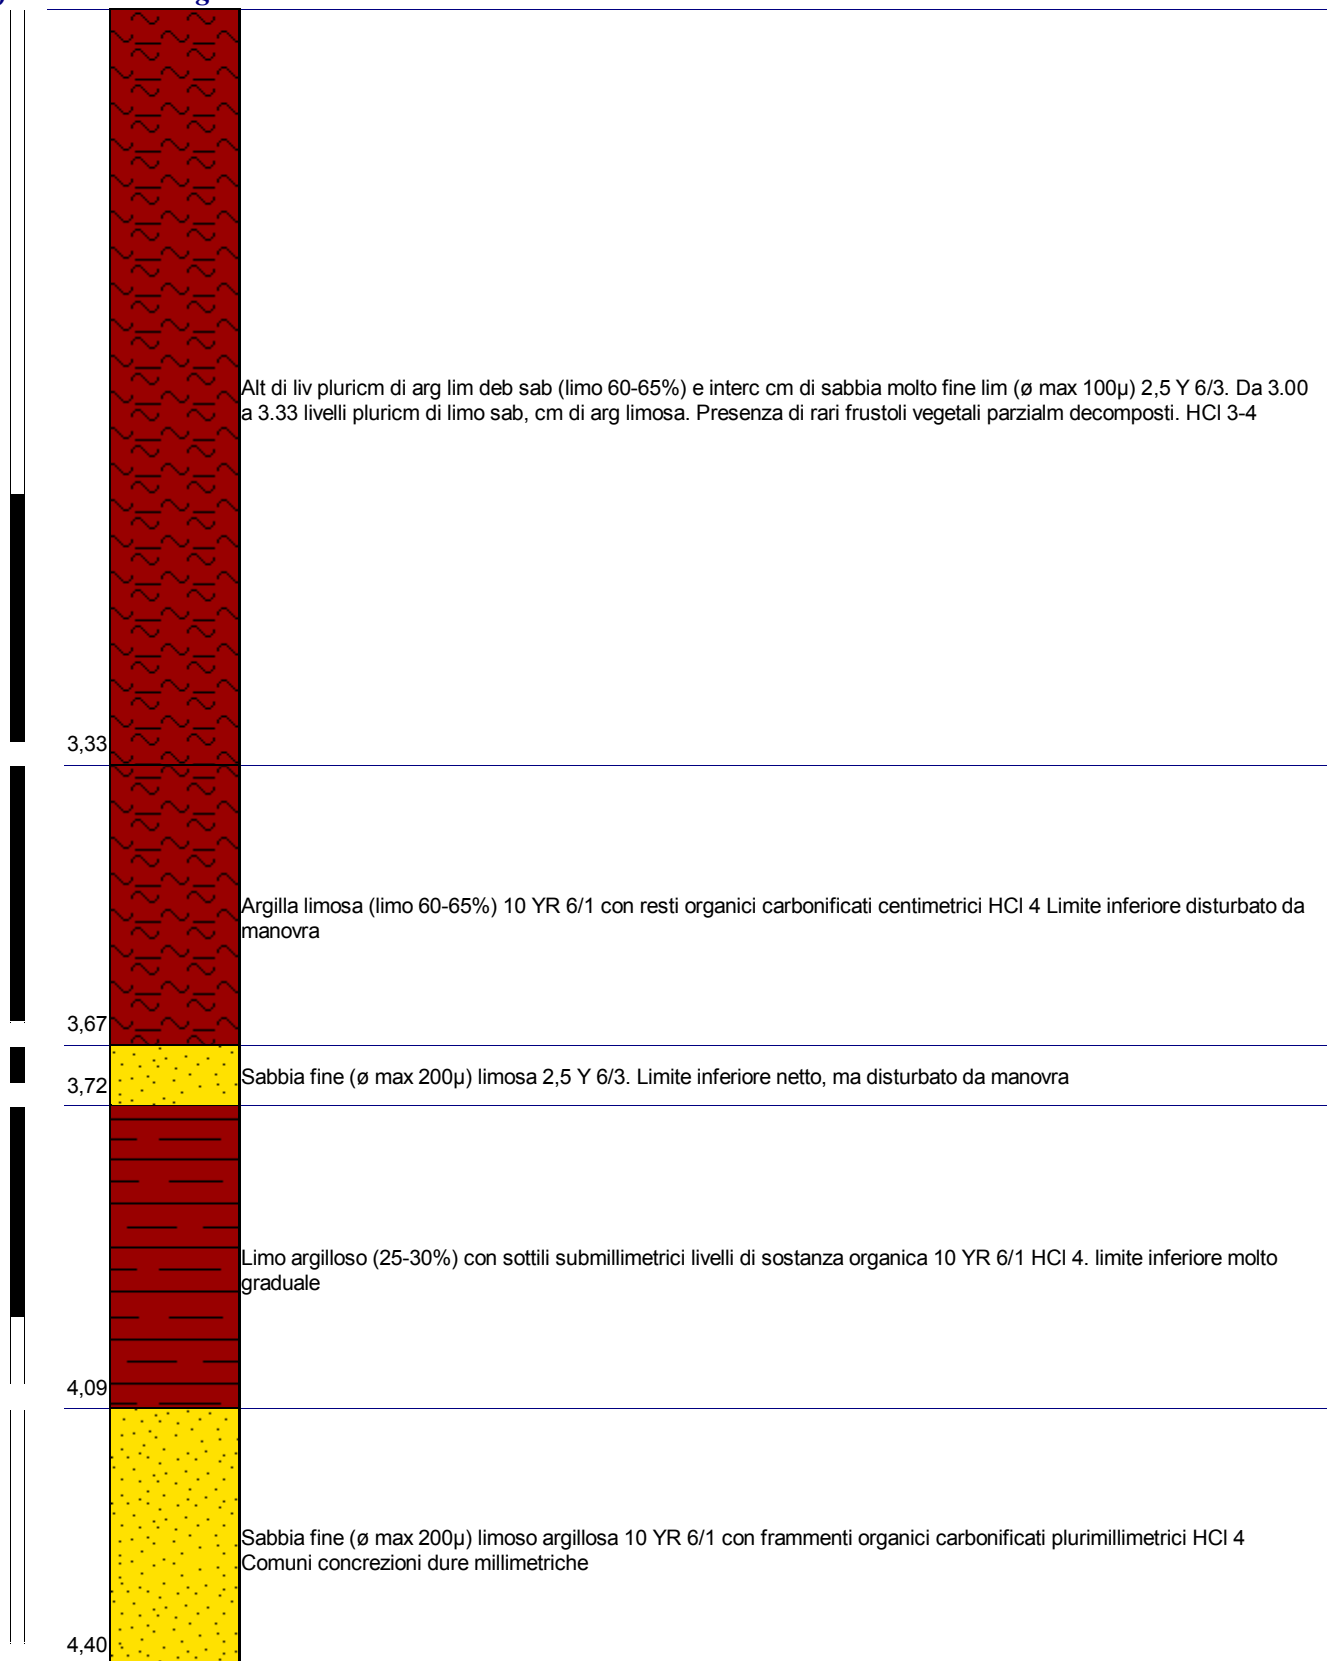 Alt di liv pluricm di arg lim deb sab (limo 60-65%) e interc cm di sabbia molto fine lim (ø max 100µ) 2,5 Y 6/3. Da 3.00
a 3.33 livelli pluricm di limo sab, cm di arg limosa. Presenza di rari frustoli vegetali parzialm decomposti. HCl 3-4
3,33
Argilla limosa (limo 60-65%) 10 YR 6/1 con resti organici carbonificati centimetrici HCl 4 Limite inferiore disturbato da
manovra
3,67
Sabbia fine (ø max 200µ) limosa 2,5 Y 6/3. Limite inferiore netto, ma disturbato da manovra
3,72
Limo argilloso (25-30%) con sottili submillimetrici livelli di sostanza organica 10 YR 6/1 HCl 4. limite inferiore molto
graduale
4,09
Sabbia fine (ø max 200µ) limoso argillosa 10 YR 6/1 con frammenti organici carbonificati plurimillimetrici HCl 4
Comuni concrezioni dure millimetriche
4,40